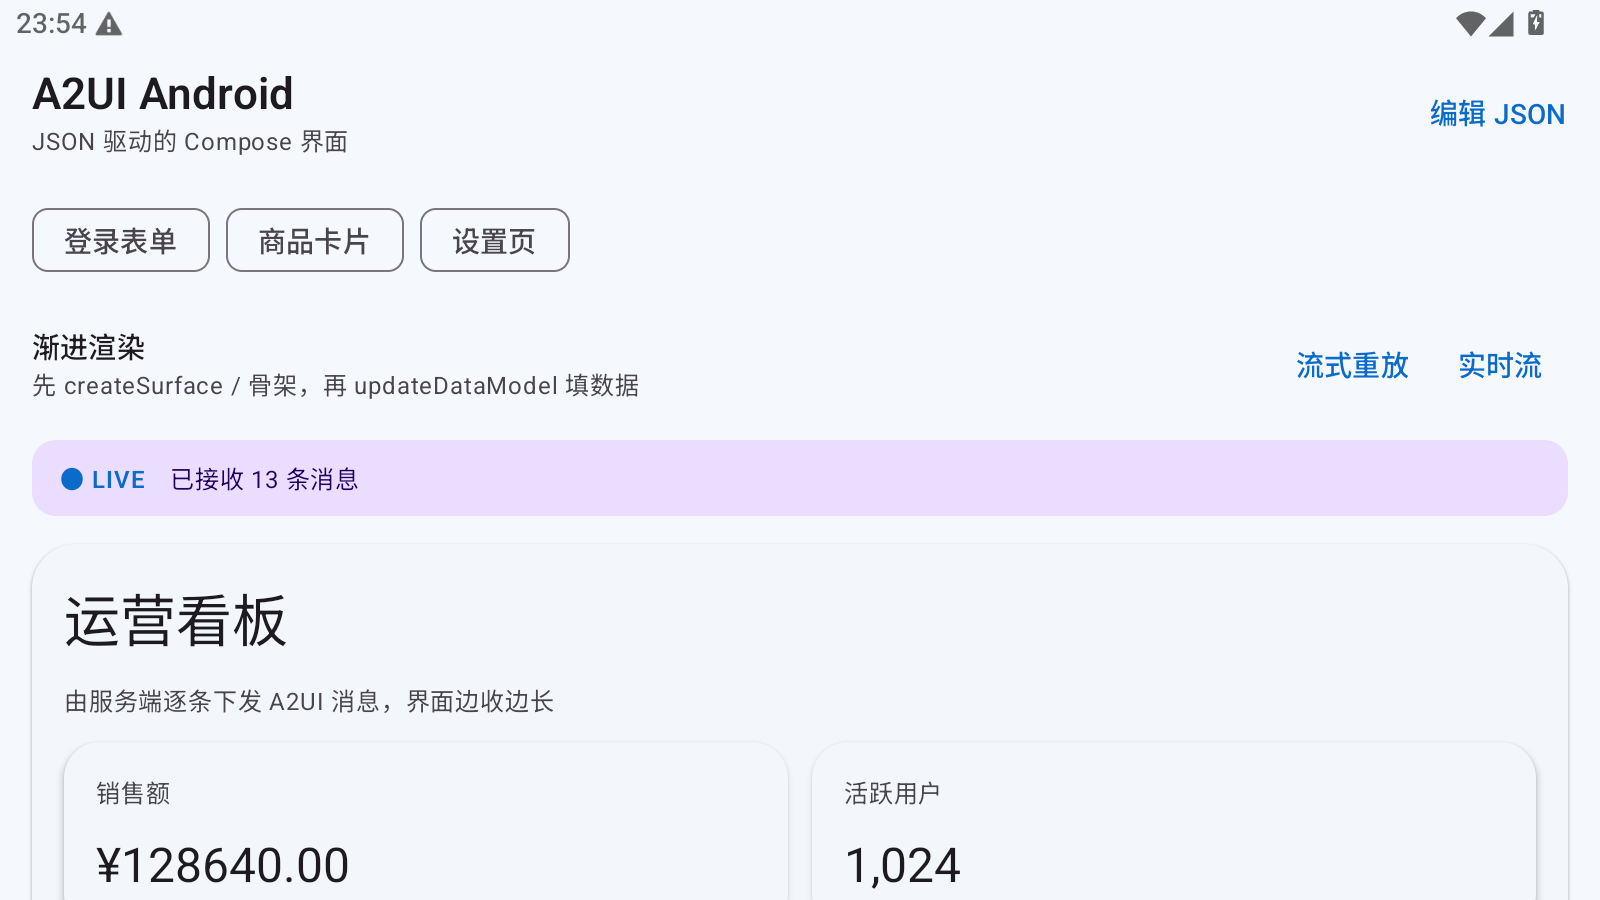 23:54
A2UI Android
JSON 驱动的 Compose 界面
编辑 JSON
登录表单
商品卡片
设置页
渐进渲染
先 createSurface / 骨架，再 updateDataModel 填数据
流式重放
实时流
LIVE 已接收 13 条消息
运营看板
由服务端逐条下发 A2UI 消息，界面边收边长
销售额
¥128640.00
活跃用户
1,024